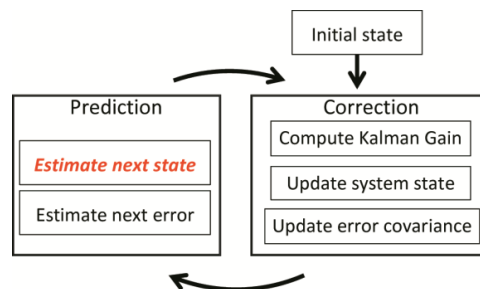 Initial state
Prediction
Estimate next state
Estimate next error
Correction
Compute Kalman Gain
Update system state
Update error covariance